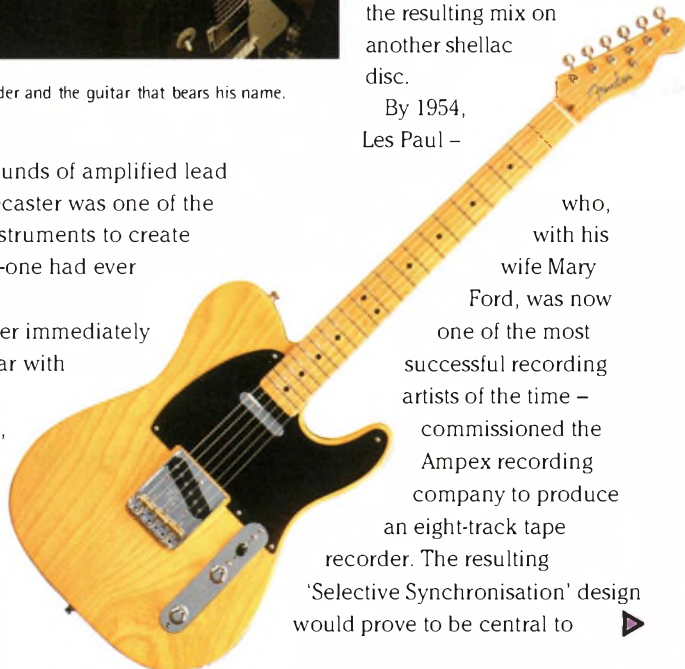 der and the guitar that bears his name.
unds of amplified lead
caster was one of the
struments to create
-one had ever
er immediately
ar with
,
the resulting mix on
another shellac
disc.
By 1954,
Les Paul –
who,
with his
wife Mary
Ford, was now
one of the most
successful recording
artists of the time –
commissioned the
Ampex recording
company to produce
an eight-track tape
recorder. The resulting
‘Selective Synchronisation’ design
would prove to be central to
Fender